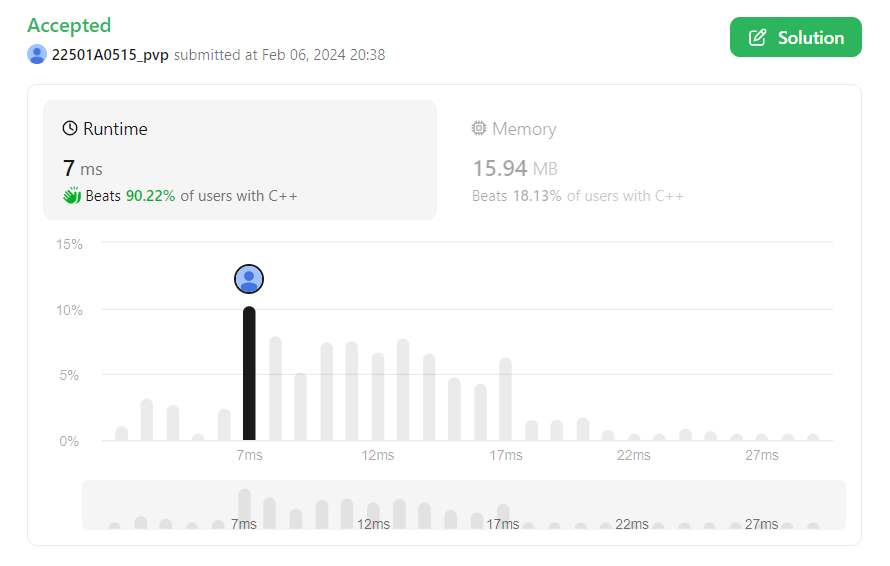 Accepted
22501A0515_pvp submitted at Feb 06, 2024 20:38
Solution
Runtime
7 ms
Beats 90.22% of users with C++
Memory
15.94 MB
Beats 18.13% of users with C++
15%
10%
5%
0%
7ms 12ms 17ms 22ms 27ms
7ms 12ms 17ms 22ms 27ms